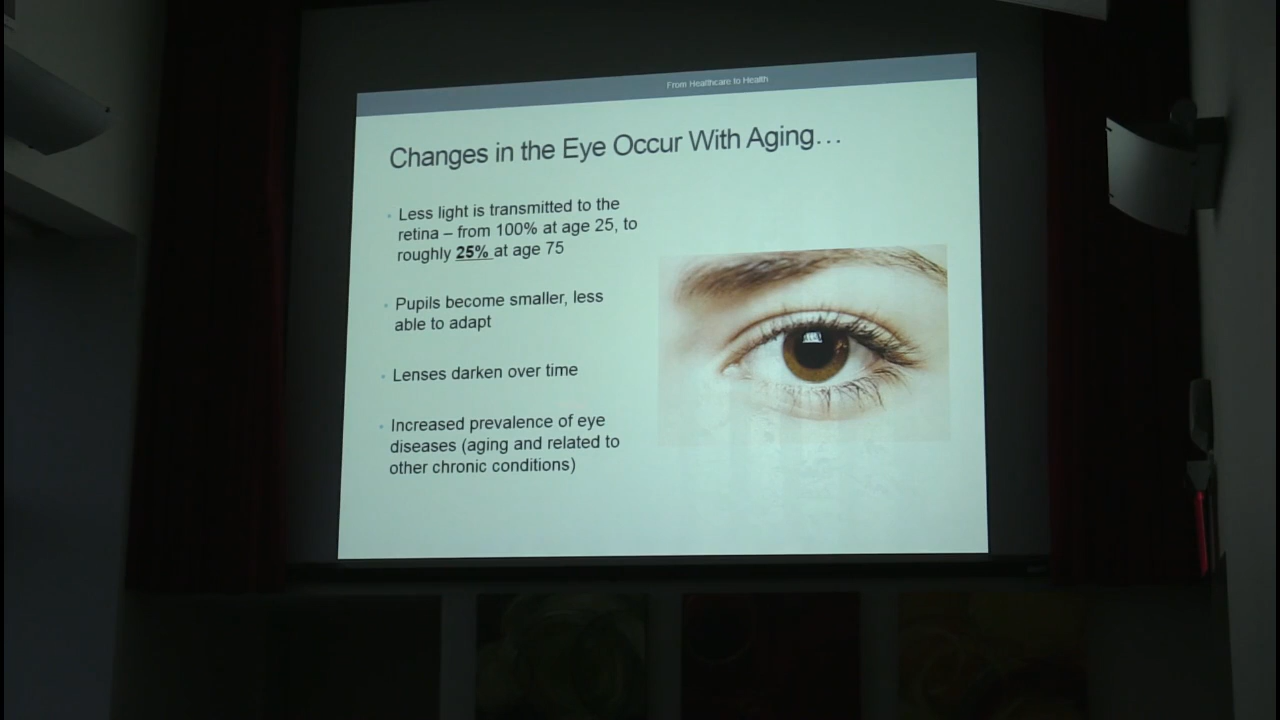 From Healthcare to Health
Changes in the Eye Occur With Aging…
Less light is transmitted to the
retina – from 100% at age 25, to
roughly 25% at age 75
Pupils become smaller, less
able to adapt
Lenses darken over time
Increased prevalence of eye
diseases (aging and related to
other chronic conditions)